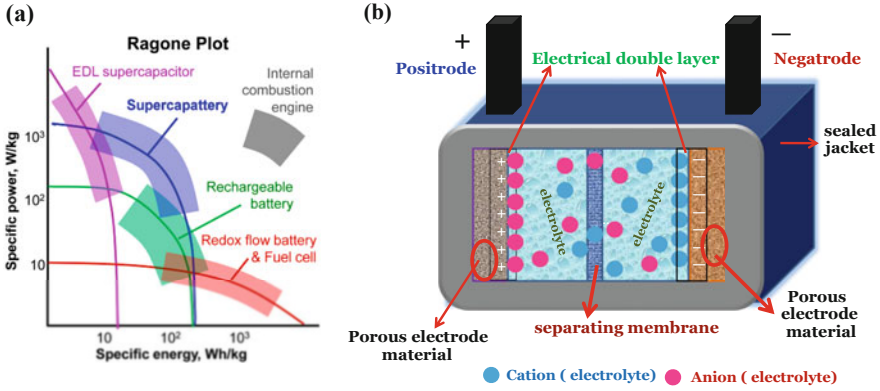 (a)
Ragone Plot
EDL supercapacitor
Internal
combustion
engine
Supercapattery
Rechargeable
battery
Redox flow battery
& Fuel cell
Specific power, W/kg
10³
10²
10
10
10²
10³
Specific energy, Wh/kg
(b)
+
−
Positrode
Electrical double layer
Negatrode
sealed
jacket
electrolyte
electrolyte
+
+
+
+
+
+
+
+
Porous electrode
material
separating membrane
Porous
electrode
material
Cation ( electrolyte)
Anion ( electrolyte)